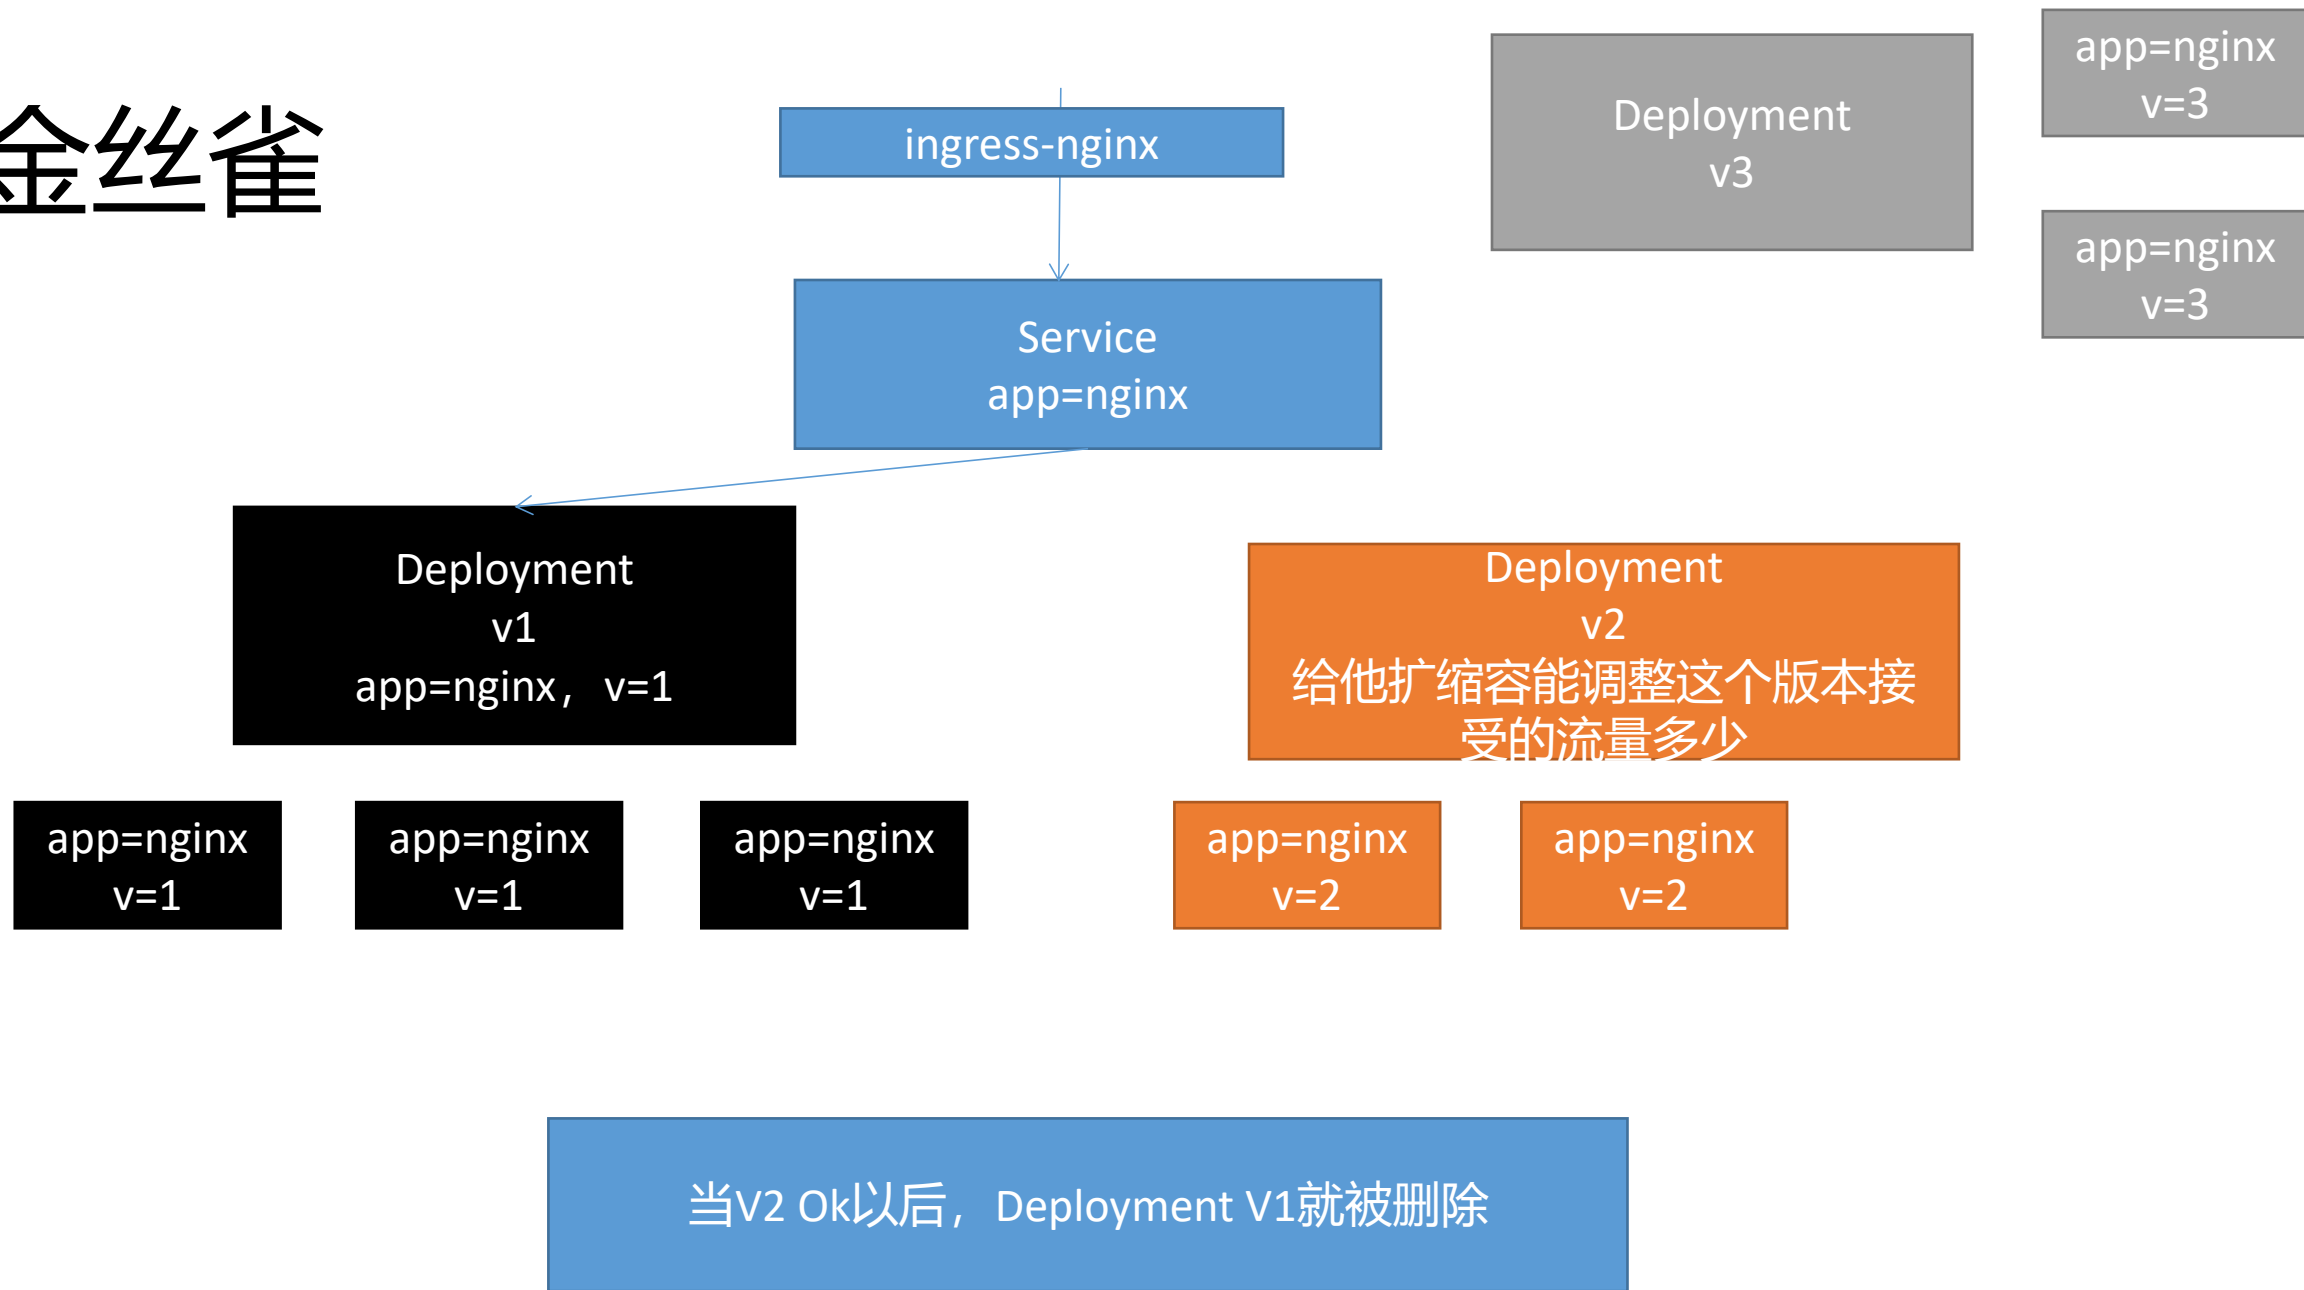 金丝雀
ingress-nginx
Deployment
v3
app=nginx
v=3
app=nginx
v=3
Service
app=nginx
Deployment
v1
app=nginx，v=1
Deployment
v2
给他扩缩容能调整这个版本接
受的流量多少
app=nginx
v=1
app=nginx
v=1
app=nginx
v=1
app=nginx
v=2
app=nginx
v=2
当V2 Ok以后，Deployment V1就被删除